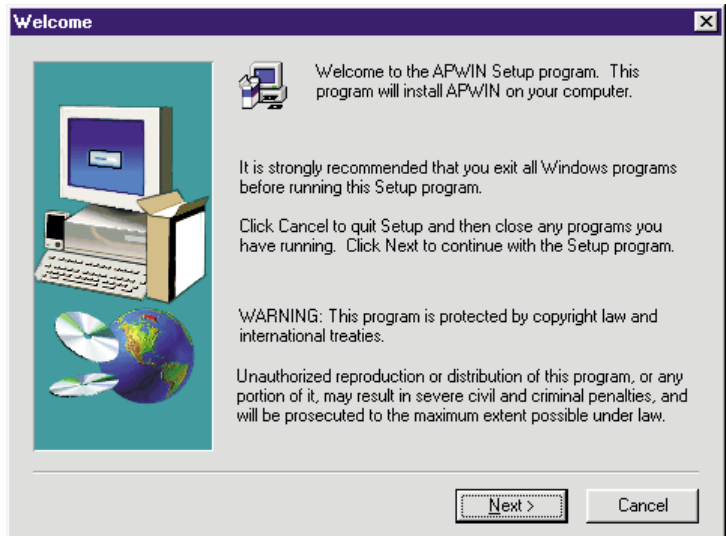 Welcome
Welcome to the APWIN Setup program. This
program will install APWIN on your computer.
It is strongly recommended that you exit all Windows programs
before running this Setup program.
Click Cancel to quit Setup and then close any programs you
have running. Click Next to continue with the Setup program.
WARNING: This program is protected by copyright law and
international treaties.
Unauthorized reproduction or distribution of this program, or any
portion of it, may result in severe civil and criminal penalties, and
will be prosecuted to the maximum extent possible under law.
Next >
Cancel